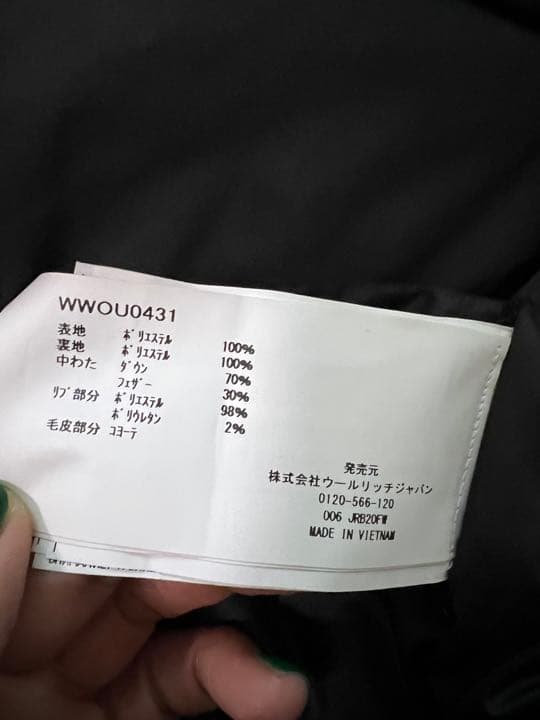 WWOU0431
表地 ポリエステル 100%
裏地 ポリエステル 100%
中わた ダウン 70%
フェザー 30%
リブ部分 ポリエステル 98%
ポリウレタン 2%
毛皮部分 コヨーテ
発売元
株式会社ウールリッチジャパン
0120-566-120
006 JRB20FW
MADE IN VIETNAM